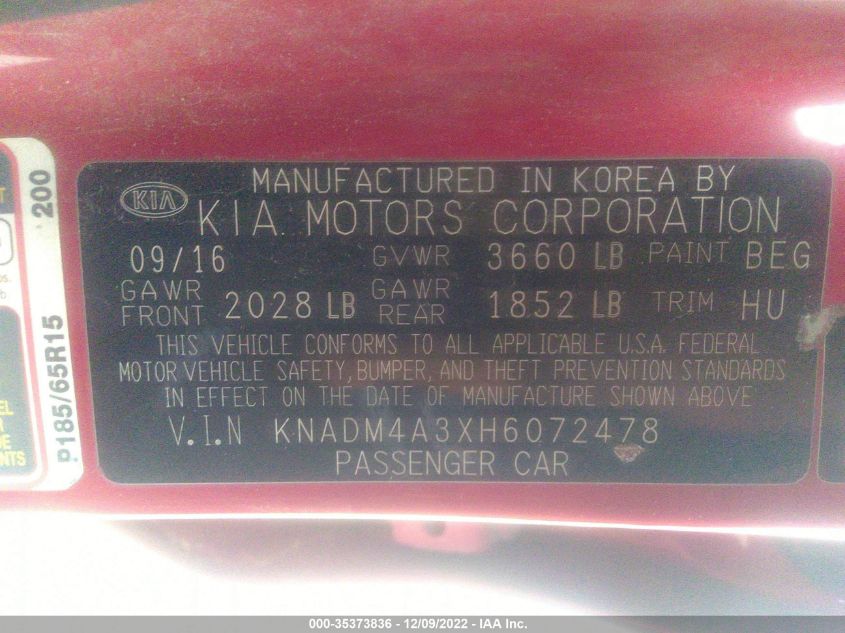 MANUFACTURED IN KOREA BY
KIA KIA MOTORS CORPORATION
09/16 GVWR 3660 LB PAINT BEG
GAWR FRONT 2028 LB GAWR REAR 1852 LB TRIM HU
THIS VEHICLE CONFORMS TO ALL APPLICABLE U.S.A. FEDERAL
MOTOR VEHICLE SAFETY, BUMPER, AND THEFT PREVENTION STANDARDS
IN EFFECT ON THE DATE OF MANUFACTURE SHOWN ABOVE
V.I.N KNADM4A3XH6072478
PASSENGER CAR
200
P185/65R15
000-35373836 - 12/09/2022 - IAA Inc.